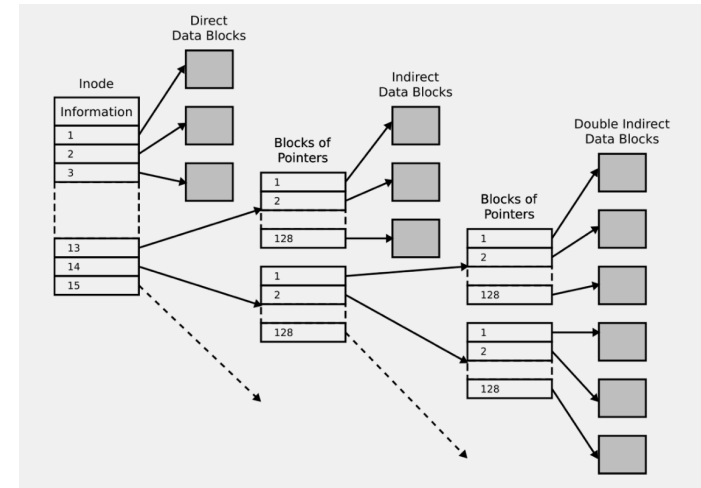 Direct
Data Blocks
Inode
Information
1
2
3
13
14
15
Indirect
Data Blocks
Blocks of
Pointers
1
2
128
1
2
128
Double Indirect
Data Blocks
Blocks of
Pointers
1
2
128
1
2
128